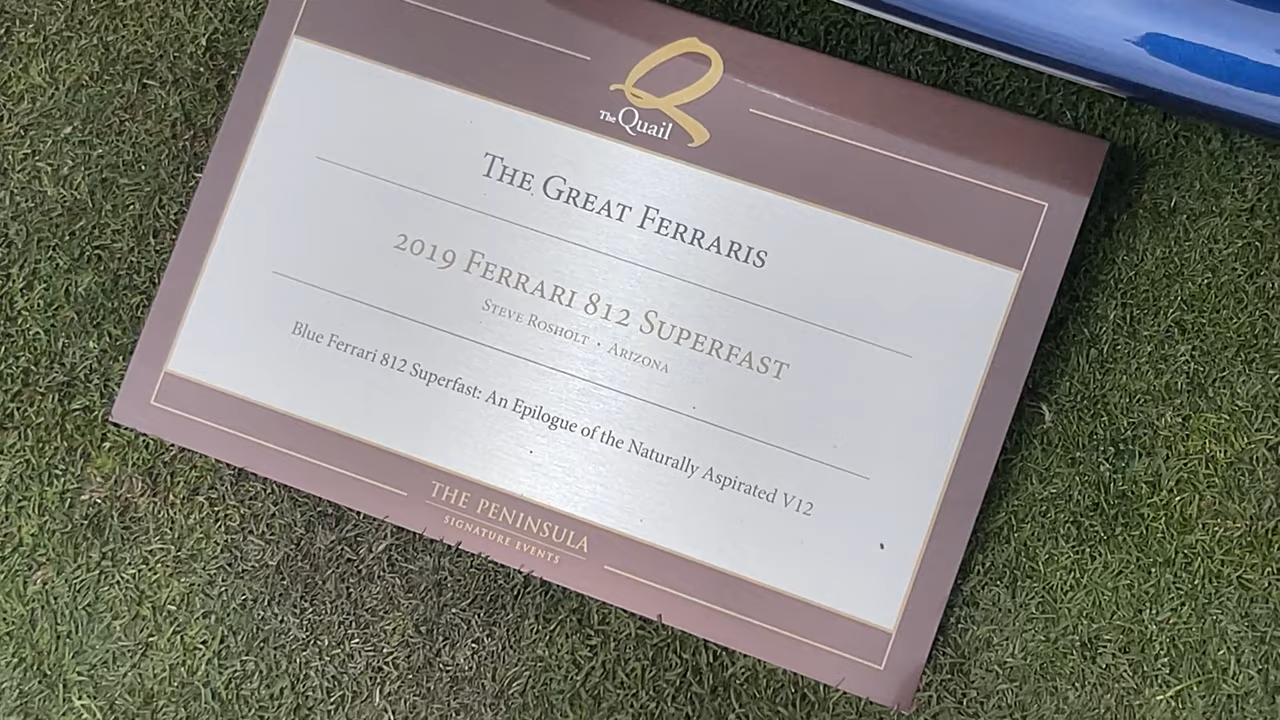 The Quail
The Great Ferraris
2019 Ferrari 812 Superfast
Steve Rosholt • Arizona
Blue Ferrari 812 Superfast: An Epilogue of the Naturally Aspirated V12
THE PENINSULA
SIGNATURE EVENTS